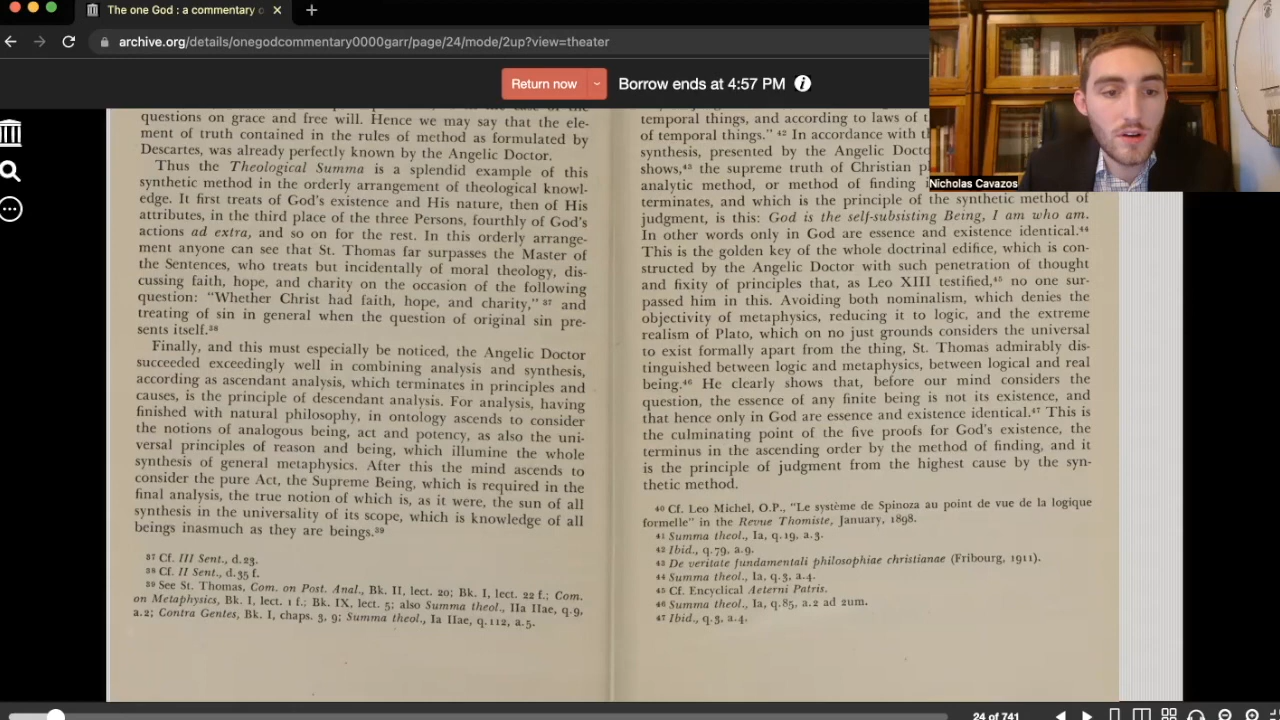 The one God : a commentary o
archive.org/details/onegodcommentary0000garr/page/24/mode/2up?view=theater
Return now
Borrow ends at 4:57 PM
Nicholas Cavazos
questions on grace and free will. Hence we may say that the ele-
ment of truth contained in the rules of method as formulated by
Descartes, was already perfectly known by the Angelic Doctor.
Thus the Theological Summa is a splendid example of this
synthetic method in the orderly arrangement of theological knowl-
edge. It first treats of God's existence and His nature, then of His
attributes, in the third place of the three Persons, fourthly of God's
actions ad extra, and so on for the rest. In this orderly arrange-
ment anyone can see that St. Thomas far surpasses the Master of
the Sentences, who treats but incidentally of moral theology, dis-
cussing faith, hope, and charity on the occasion of the following
question: "Whether Christ had faith, hope, and charity," 37 and
treating of sin in general when the question of original sin pre-
sents itself.38
Finally, and this must especially be noticed, the Angelic Doctor
succeeded exceedingly well in combining analysis and synthesis,
according as ascendant analysis, which terminates in principles and
causes, is the principle of descendant analysis. For analysis, having
finished with natural philosophy, in ontology ascends to consider
the notions of analogous being, act and potency, as also the uni-
versal principles of reason and being, which illumine the whole
synthesis of general metaphysics. After this the mind ascends to
consider the pure Act, the Supreme Being, which is required in the
final analysis, the true notion of which is, as it were, the sun of all
synthesis in the universality of its scope, which is knowledge of all
beings inasmuch as they are beings.39
37 Cf. III Sent., d.23.
38 Cf. II Sent., d.35 f.
39 See St. Thomas, Com. on Post. Anal., Bk. II, lect. 20; Bk. I, lect. 22 f.; Com.
on Metaphysics, Bk. I, lect. 1 f.; Bk. IX, lect. 5; also Summa theol., IIa IIae, q.9,
a.2; Contra Gentes, Bk. I, chaps. 3, 9; Summa theol., Ia IIae, q.112, a.5.
temporal things, and according to laws of t
of temporal things." 42 In accordance with th
synthesis, presented by the Angelic Docto
shows,43 the supreme truth of Christian p
analytic method, or method of finding
terminates, and which is the principle of the synthetic method of
judgment, is this: God is the self-subsisting Being, I am who am.
In other words only in God are essence and existence identical.44
This is the golden key of the whole doctrinal edifice, which is con-
structed by the Angelic Doctor with such penetration of thought
and fixity of principles that, as Leo XIII testified,45 no one sur-
passed him in this. Avoiding both nominalism, which denies the
objectivity of metaphysics, reducing it to logic, and the extreme
realism of Plato, which on no just grounds considers the universal
to exist formally apart from the thing, St. Thomas admirably dis-
tinguished between logic and metaphysics, between logical and real
being.46 He clearly shows that, before our mind considers the
question, the essence of any finite being is not its existence, and
that hence only in God are essence and existence identical.47 This is
the culminating point of the five proofs for God's existence, the
terminus in the ascending order by the method of finding, and it
is the principle of judgment from the highest cause by the syn-
thetic method.
40 Cf. Leo Michel, O.P., "Le système de Spinoza au point de vue de la logique
formelle" in the Revue Thomiste, January, 1898.
41 Summa theol., Ia, q.19, a.3.
42 Ibid., q.79, a.9.
43 De veritate fundamentali philosophiae christianae (Fribourg, 1911).
44 Summa theol., Ia, q.3, a.4.
45 Cf. Encyclical Aeterni Patris.
46 Summa theol., Ia, q.85, a.2 ad 2um.
47 Ibid., q.3, a.4.
24 of 741